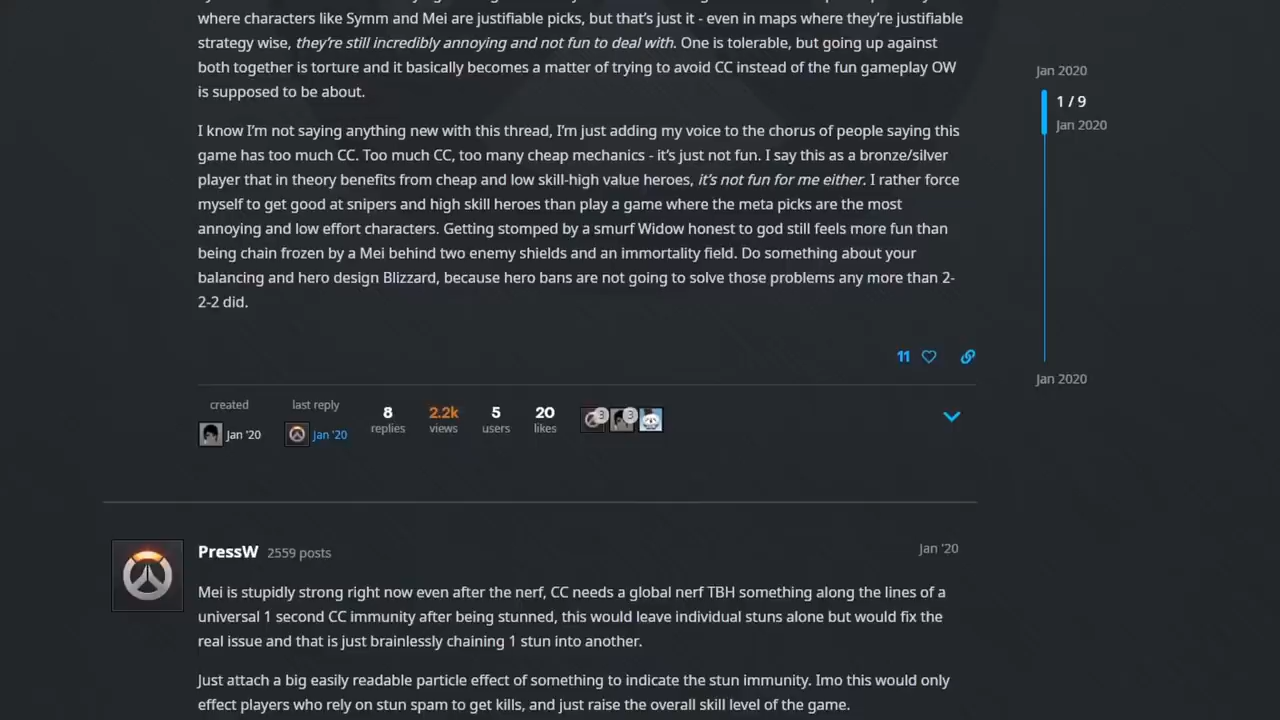 where characters like Symm and Mei are justifiable picks, but that's just it - even in maps where they're justifiable
strategy wise, they're still incredibly annoying and not fun to deal with. One is tolerable, but going up against
both together is torture and it basically becomes a matter of trying to avoid CC instead of the fun gameplay OW
is supposed to be about.
I know I'm not saying anything new with this thread, I'm just adding my voice to the chorus of people saying this
game has too much CC. Too much CC, too many cheap mechanics - it's just not fun. I say this as a bronze/silver
player that in theory benefits from cheap and low skill-high value heroes, it's not fun for me either. I rather force
myself to get good at snipers and high skill heroes than play a game where the meta picks are the most
annoying and low effort characters. Getting stomped by a smurf Widow honest to god still feels more fun than
being chain frozen by a Mei behind two enemy shields and an immortality field. Do something about your
balancing and hero design Blizzard, because hero bans are not going to solve those problems any more than 2-
2-2 did.
Jan 2020
1 / 9
Jan 2020
Jan 2020
11
created
Jan '20
last reply
Jan '20
8
replies
2.2k
views
5
users
20
likes
3
3
PressW 2559 posts
Jan '20
Mei is stupidly strong right now even after the nerf, CC needs a global nerf TBH something along the lines of a
universal 1 second CC immunity after being stunned, this would leave individual stuns alone but would fix the
real issue and that is just brainlessly chaining 1 stun into another.
Just attach a big easily readable particle effect of something to indicate the stun immunity. Imo this would only
effect players who rely on stun spam to get kills, and just raise the overall skill level of the game.